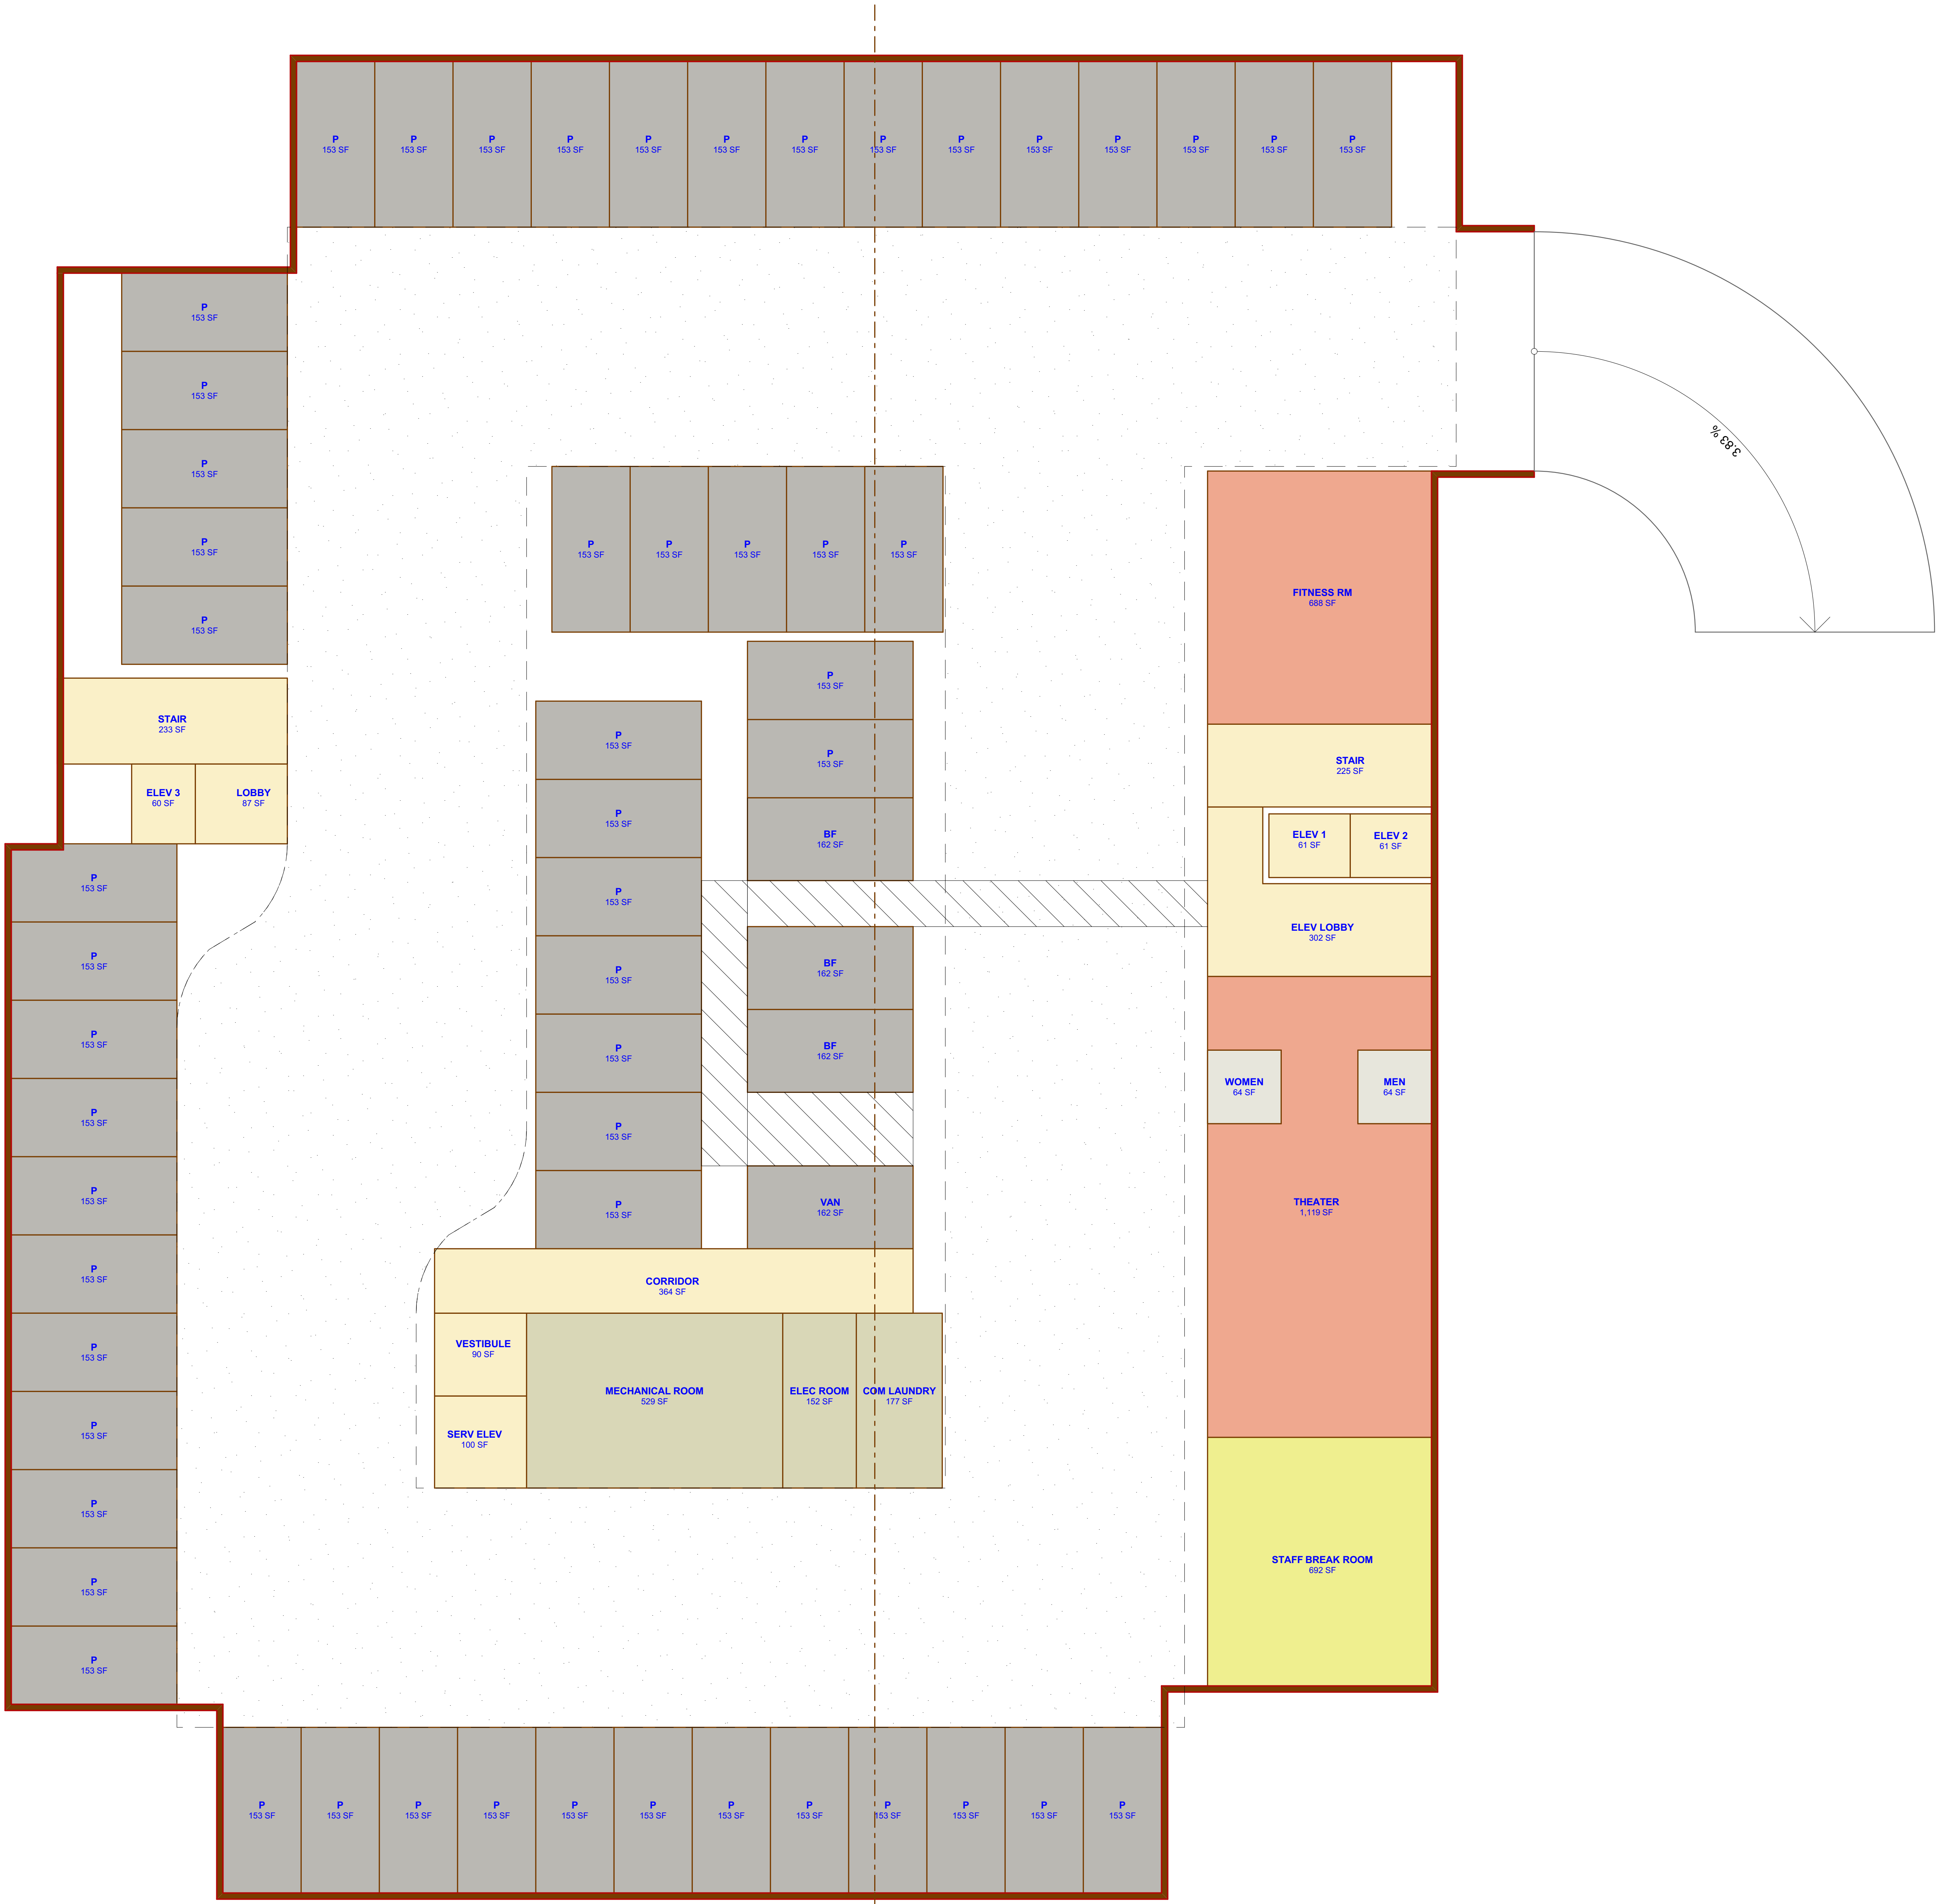 P
153 SF
P
153 SF
P
153 SF
P
153 SF
P
153 SF
P
153 SF
P
153 SF
P
153 SF
P
153 SF
P
153 SF
P
153 SF
P
153 SF
P
153 SF
P
153 SF
P
153 SF
P
153 SF
P
153 SF
P
153 SF
P
153 SF
3.83 %
P
153 SF
P
153 SF
P
153 SF
P
153 SF
P
153 SF
FITNESS RM
688 SF
P
153 SF
P
153 SF
BF
162 SF
BF
162 SF
BF
162 SF
VAN
162 SF
P
153 SF
P
153 SF
P
153 SF
P
153 SF
P
153 SF
P
153 SF
P
153 SF
STAIR
233 SF
ELEV 3
60 SF
LOBBY
87 SF
STAIR
225 SF
ELEV 1
61 SF
ELEV 2
61 SF
ELEV LOBBY
302 SF
WOMEN
64 SF
MEN
64 SF
THEATER
1,119 SF
STAFF BREAK ROOM
692 SF
P
153 SF
P
153 SF
P
153 SF
P
153 SF
P
153 SF
P
153 SF
P
153 SF
P
153 SF
P
153 SF
P
153 SF
P
153 SF
CORRIDOR
364 SF
VESTIBULE
90 SF
SERV ELEV
100 SF
MECHANICAL ROOM
529 SF
ELEC ROOM
152 SF
COM LAUNDRY
177 SF
P
153 SF
P
153 SF
P
153 SF
P
153 SF
P
153 SF
P
153 SF
P
153 SF
P
153 SF
P
153 SF
P
153 SF
P
153 SF
P
153 SF